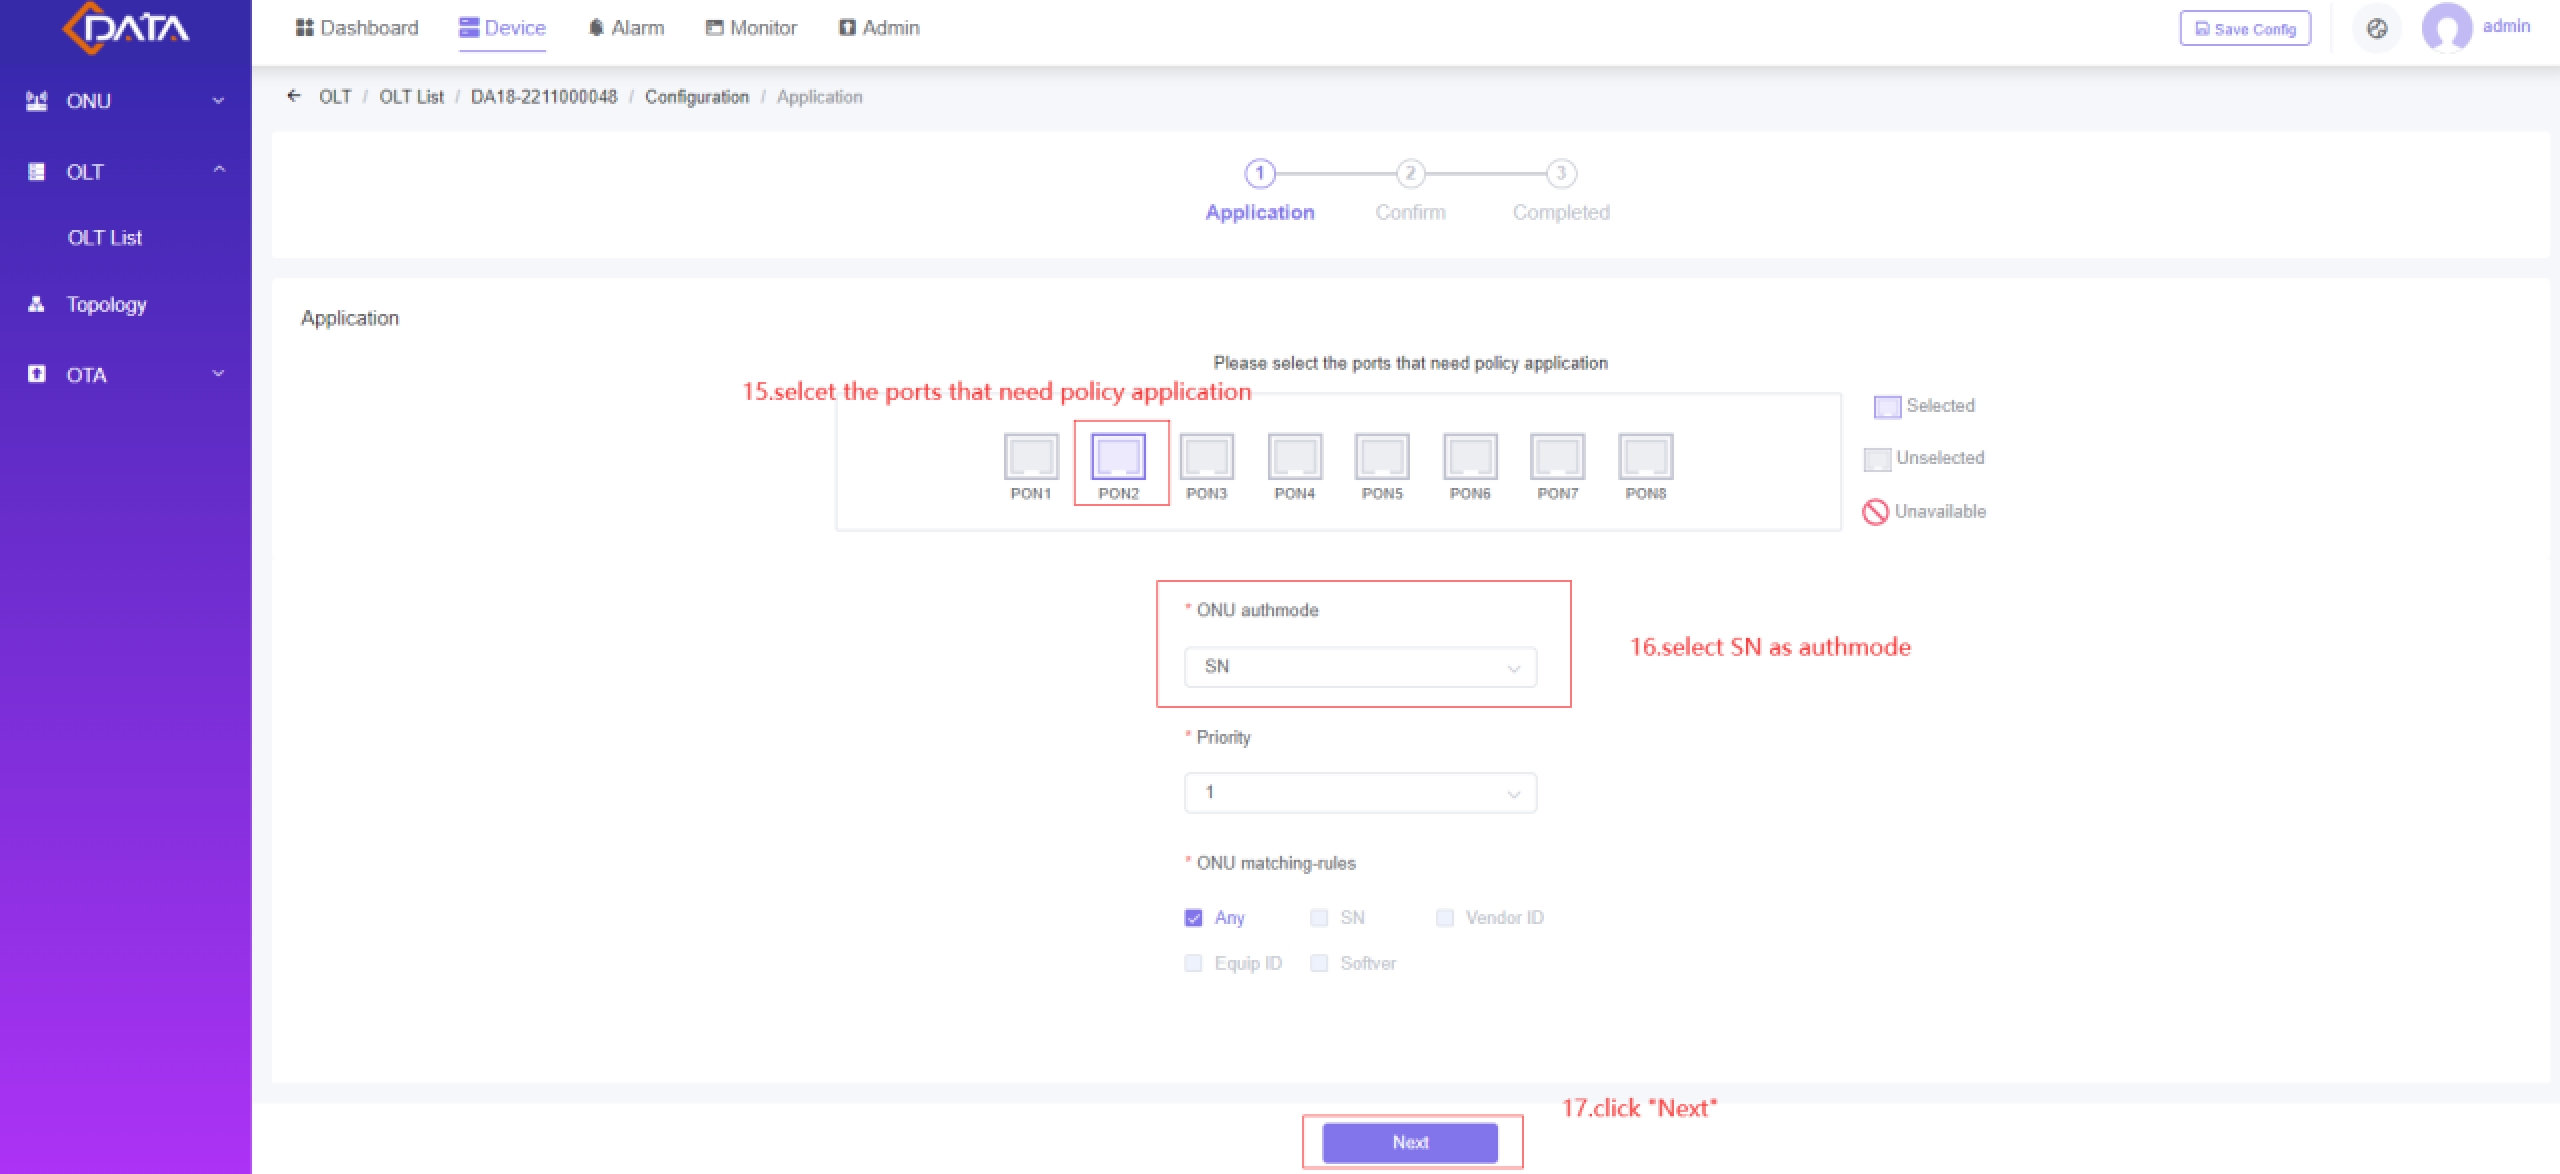 DATA
Dashboard Device Alarm Monitor Admin
Save Config admin
ONU
OLT
OLT List
Topology
OTA
OLT / OLT List / DA18-2211000048 / Configuration / Application
1 2 3
Application Confirm Completed
Application
Please select the ports that need policy application
15.selcet the ports that need policy application
PON1 PON2 PON3 PON4 PON5 PON6 PON7 PON8
Selected
Unselected
Unavailable
* ONU authmode
SN
16.select SN as authmode
* Priority
1
* ONU matching-rules
Any SN Vendor ID
Equip ID Softver
17.click "Next"
Next